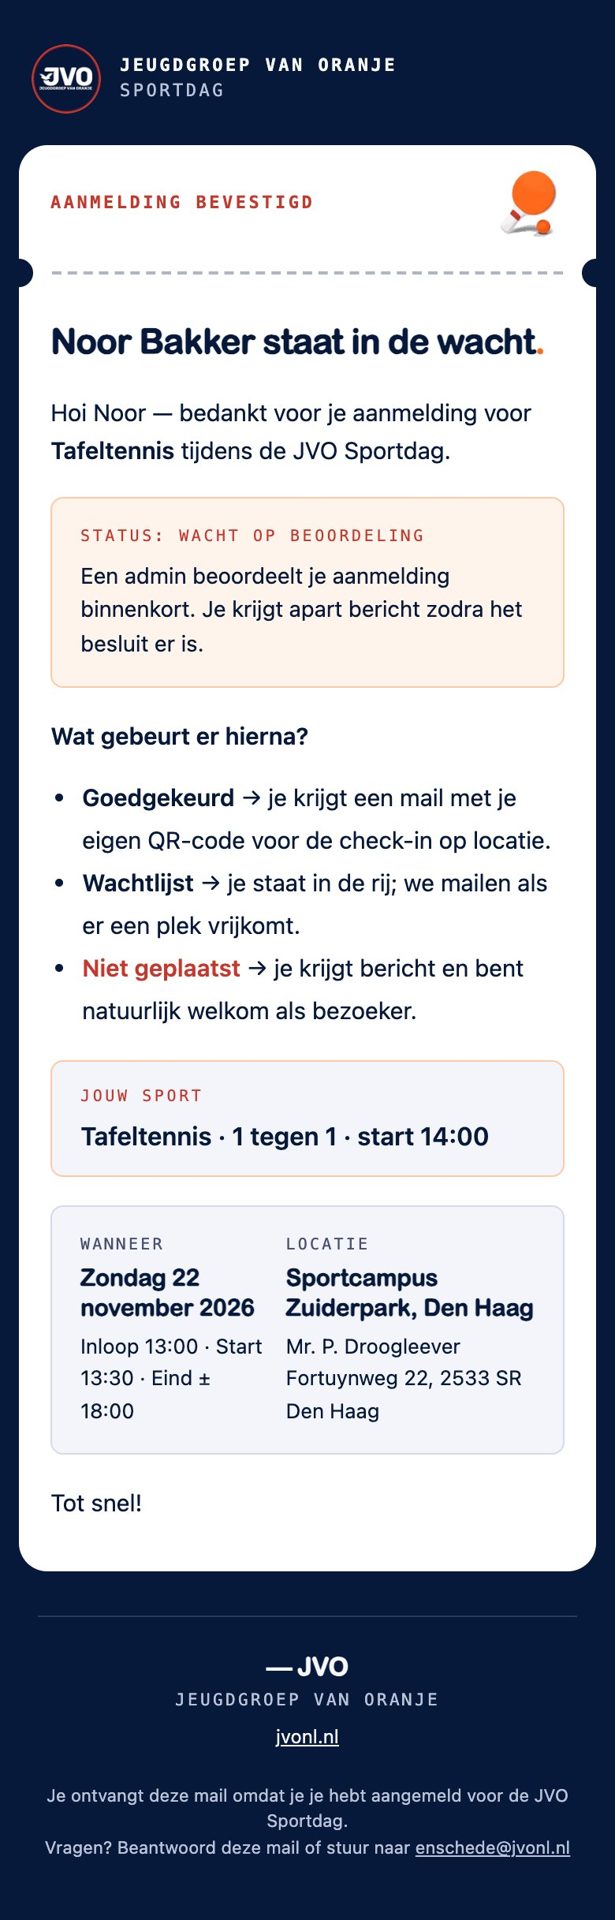 JVO
JEUGDGROEP VAN ORANJE
JEUGDGROEP VAN ORANJE
SPORTDAG
AANMELDING BEVESTIGD
Noor Bakker staat in de wacht.
Hoi Noor — bedankt voor je aanmelding voor
Tafeltennis tijdens de JVO Sportdag.
STATUS: WACHT OP BEOORDELING
Een admin beoordeelt je aanmelding
binnenkort. Je krijgt apart bericht zodra het
besluit er is.
Wat gebeurt er hierna?
• Goedgekeurd → je krijgt een mail met je
eigen QR-code voor de check-in op locatie.
• Wachtlijst → je staat in de rij; we mailen als
er een plek vrijkomt.
• Niet geplaatst → je krijgt bericht en bent
natuurlijk welkom als bezoeker.
JOUW SPORT
Tafeltennis · 1 tegen 1 · start 14:00
WANNEER
Zondag 22
november 2026
Inloop 13:00 · Start
13:30 · Eind ±
18:00
LOCATIE
Sportcampus
Zuiderpark, Den Haag
Mr. P. Droogleever
Fortuynweg 22, 2533 SR
Den Haag
Tot snel!
— JVO
JEUGDGROEP VAN ORANJE
jvonl.nl
Je ontvangt deze mail omdat je je hebt aangemeld voor de JVO
Sportdag.
Vragen? Beantwoord deze mail of stuur naar enschede@jvonl.nl